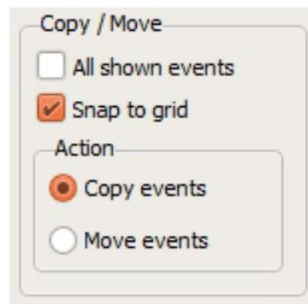 Copy / Move
All shown events
Snap to grid
Action
Copy events
Move events